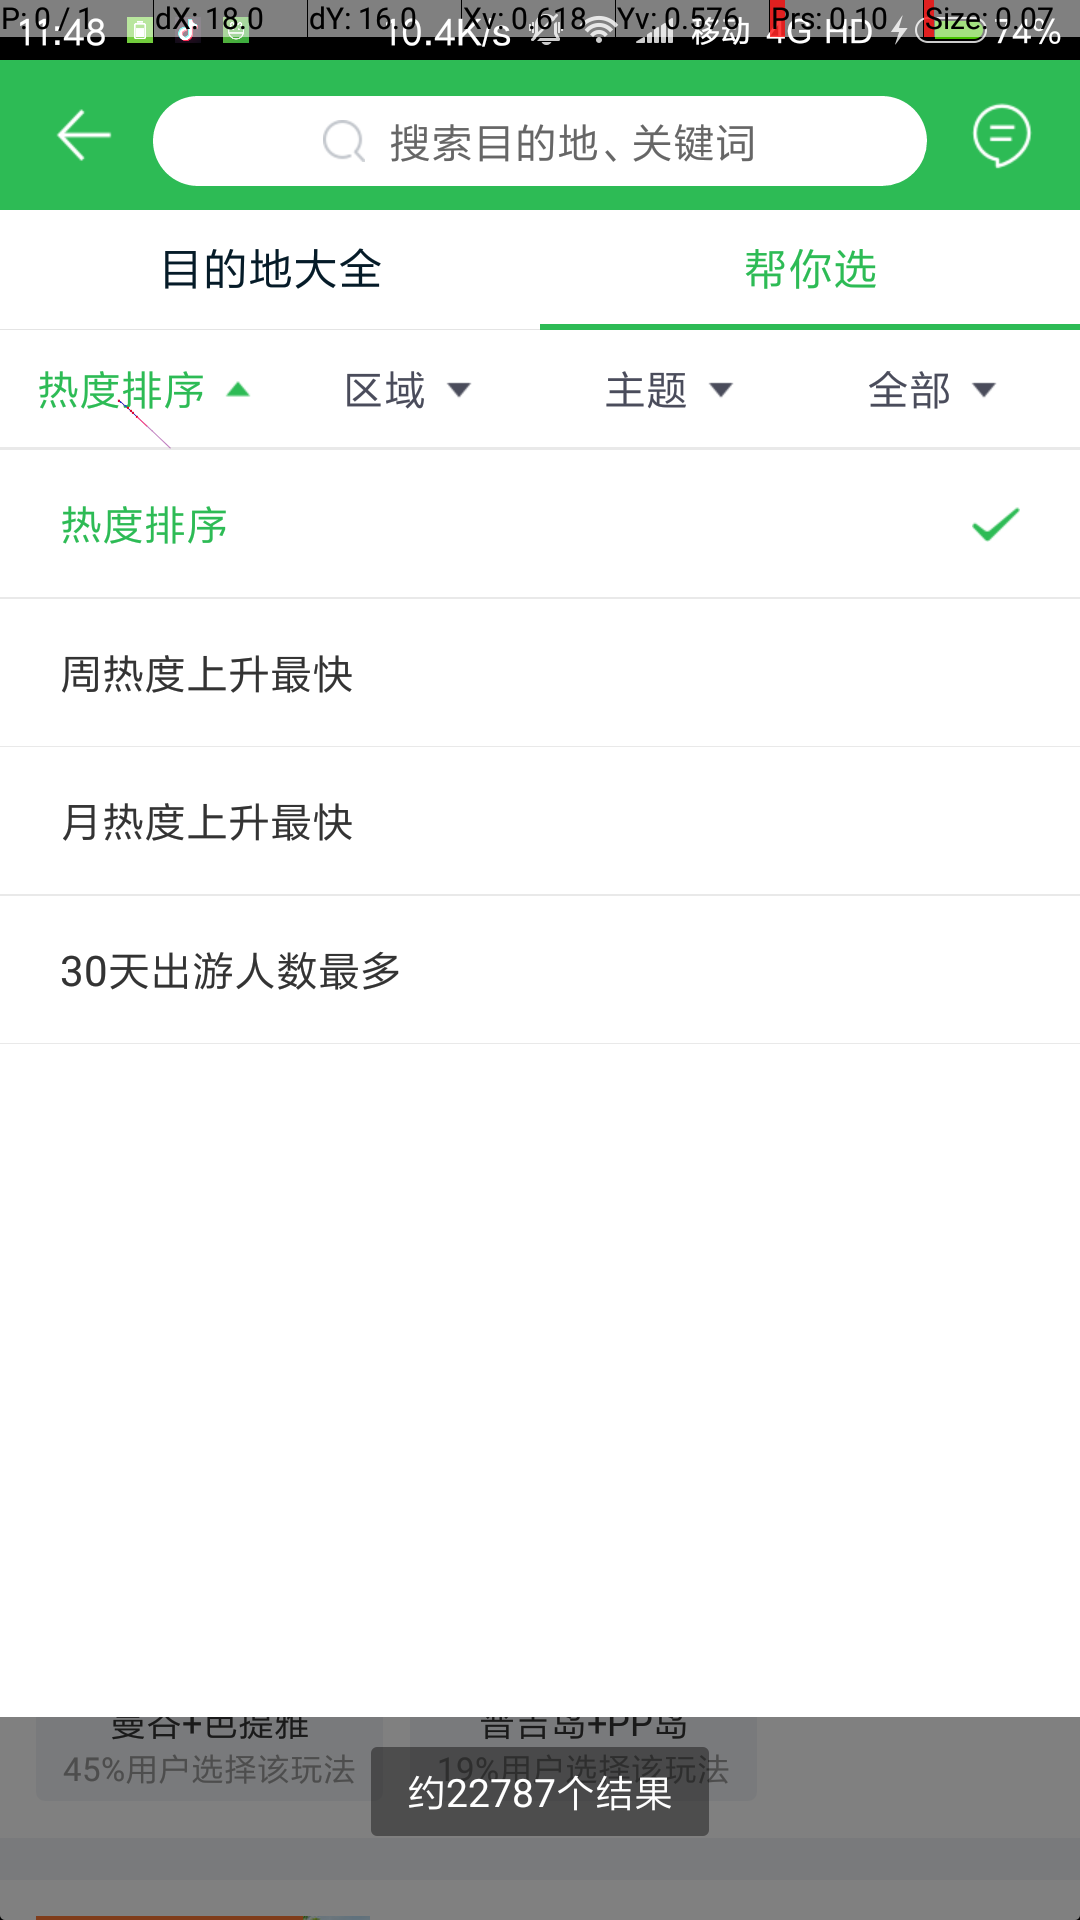 P: 0 / 1 dX: 18.0 dY: 16.0 Xv: 0.618 Yv: 0.576 Prs: 0.10 Size: 0.07
11:48 10.4K/s 移动 4G HD 74%
搜索目的地、关键词
目的地大全 帮你选
热度排序 区域 主题 全部
热度排序
周热度上升最快
月热度上升最快
30天出游人数最多
曼谷+芭提雅 普吉岛+PP岛
45%用户选择该玩法 19%用户选择该玩法
约22787个结果